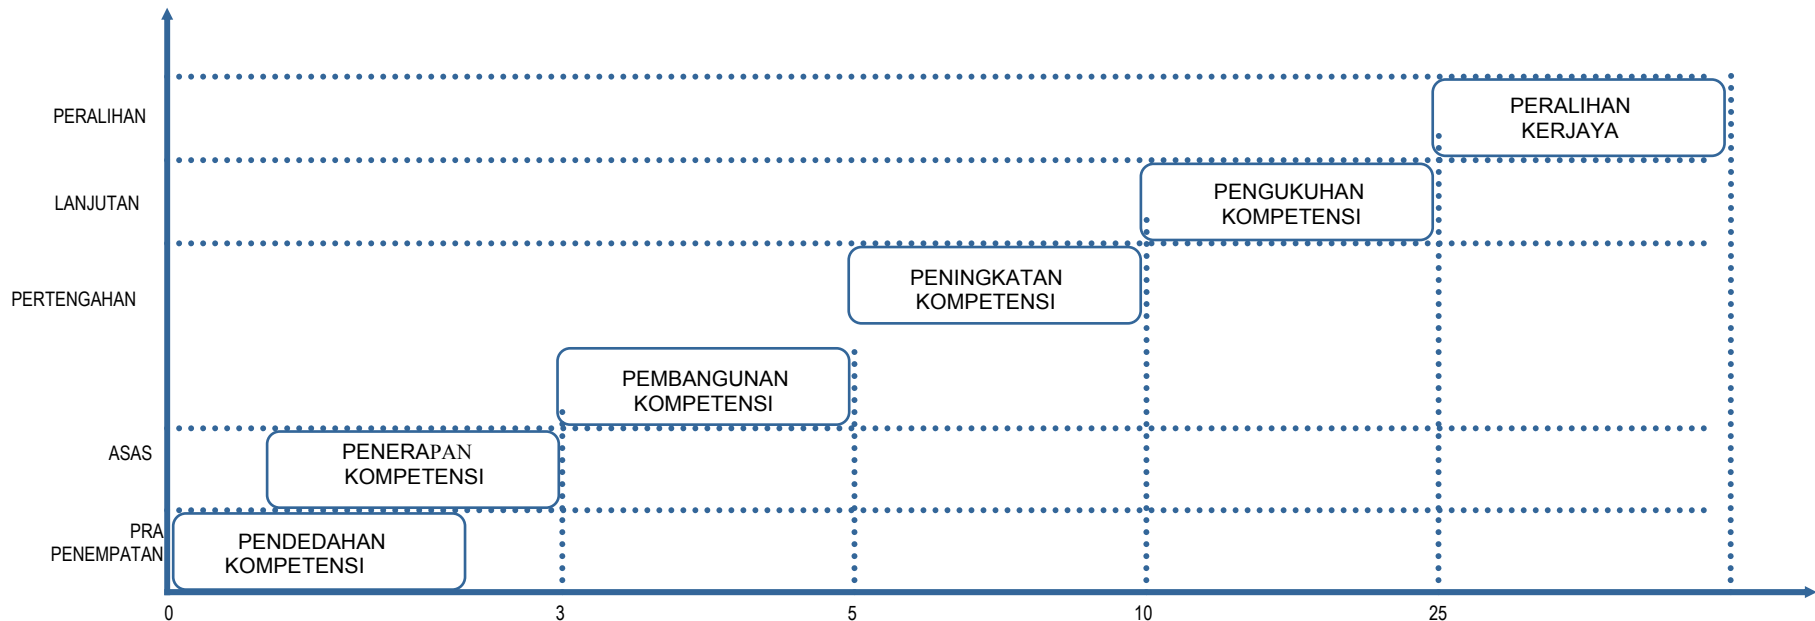 PERALIHAN
PERALIHAN
KERJAYA
LANJUTAN
PENGUKUHAN
KOMPETENSI
PERTENGAHAN
PENINGKATAN
KOMPETENSI
PEMBANGUNAN
KOMPETENSI
ASAS
PENERAPAN
KOMPETENSI
PRA
PENEMPATAN
PENDEDAHAN
KOMPETENSI
0 3 5 10 25